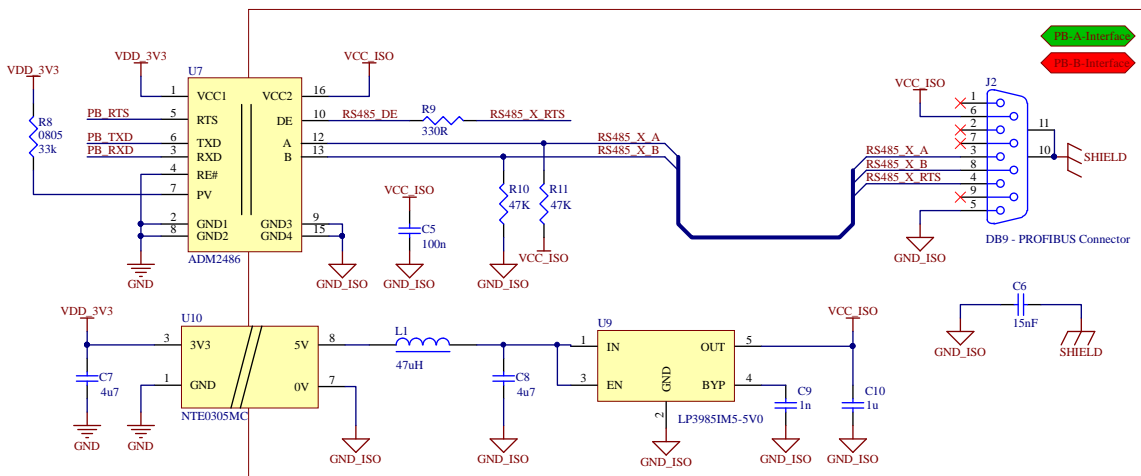 PB-A-Interface
PB-B-Interface
VDD_3V3
VDD_3V3
VCC_ISO
U7
1
VCC1
VCC2
16
PB_RTS
5
RTS
DE
10
RS485_DE
R9
330R
RS485_X_RTS
PB_TXD
6
TXD
A
12
RS485_X_A
PB_RXD
3
RXD
B
13
RS485_X_B
4
RE#
7
PV
2
GND1
GND3
9
8
GND2
GND4
15
ADM2486
R8
0805
33k
GND
GND_ISO
VCC_ISO
C5
100n
GND_ISO
R10
47K
GND_ISO
R11
47K
VCC_ISO
VCC_ISO
J2
1
6
2
7
RS485_X_A
3
RS485_X_B
8
RS485_X_RTS
4
9
5
11
10
SHIELD
GND_ISO
DB9 - PROFIBUS Connector
C6
15nF
GND_ISO
SHIELD
VDD_3V3
U10
3
3V3
5V
8
1
GND
0V
7
NTE0305MC
C7
4u7
GND
GND
GND_ISO
L1
47uH
C8
4u7
GND_ISO
U9
1
IN
OUT
5
3
EN
BYP
4
GND
2
LP3985IM5-5V0
GND_ISO
C9
1n
GND_ISO
VCC_ISO
C10
1u
GND_ISO